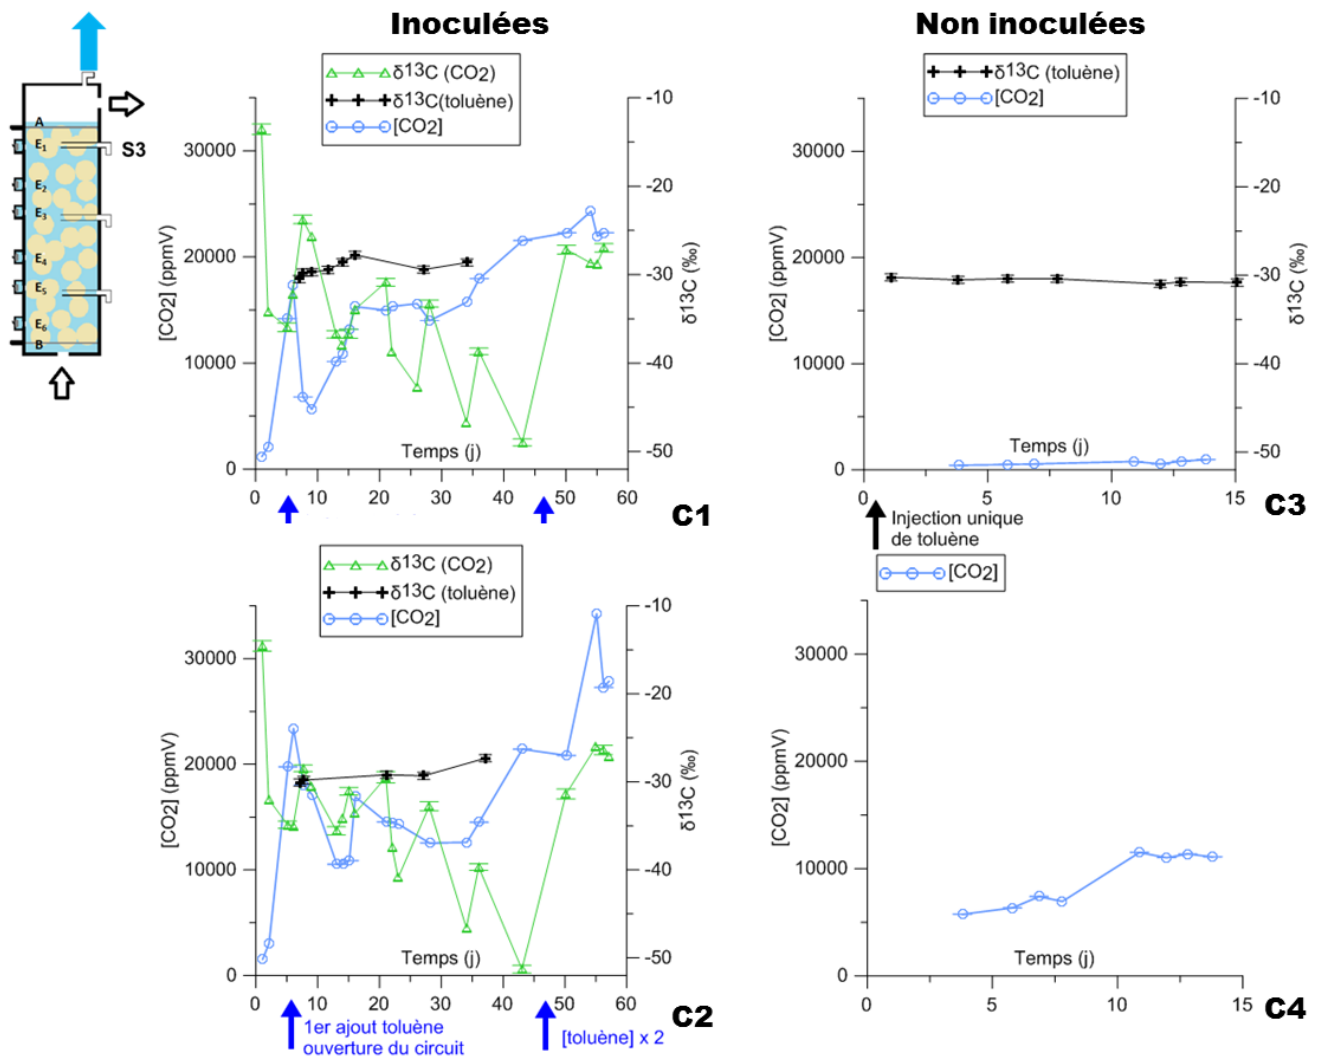 Inoculées
Non inoculées
A
E1
E2
E3
E4
E5
E6
B
S3
δ13C (CO2)
δ13C(toluène)
[CO2]
30000
20000
10000
0
[CO2] (ppmV)
-10
-20
-30
-40
-50
δ13C (‰)
Temps (j)
0 10 20 30 40 50 60
C1
δ13C (toluène)
[CO2]
30000
20000
10000
0
[CO2] (ppmV)
-10
-20
-30
-40
-50
δ13C (‰)
Temps (j)
0 5 10 15
C3
Injection unique
de toluène
δ13C (CO2)
δ13C (toluène)
[CO2]
30000
20000
10000
0
[CO2] (ppmV)
-10
-20
-30
-40
-50
δ13C (‰)
Temps (j)
0 10 20 30 40 50 60
C2
1er ajout toluène
ouverture du circuit
[toluène] x 2
[CO2]
30000
20000
10000
0
[CO2] (ppmV)
Temps (j)
0 5 10 15
C4